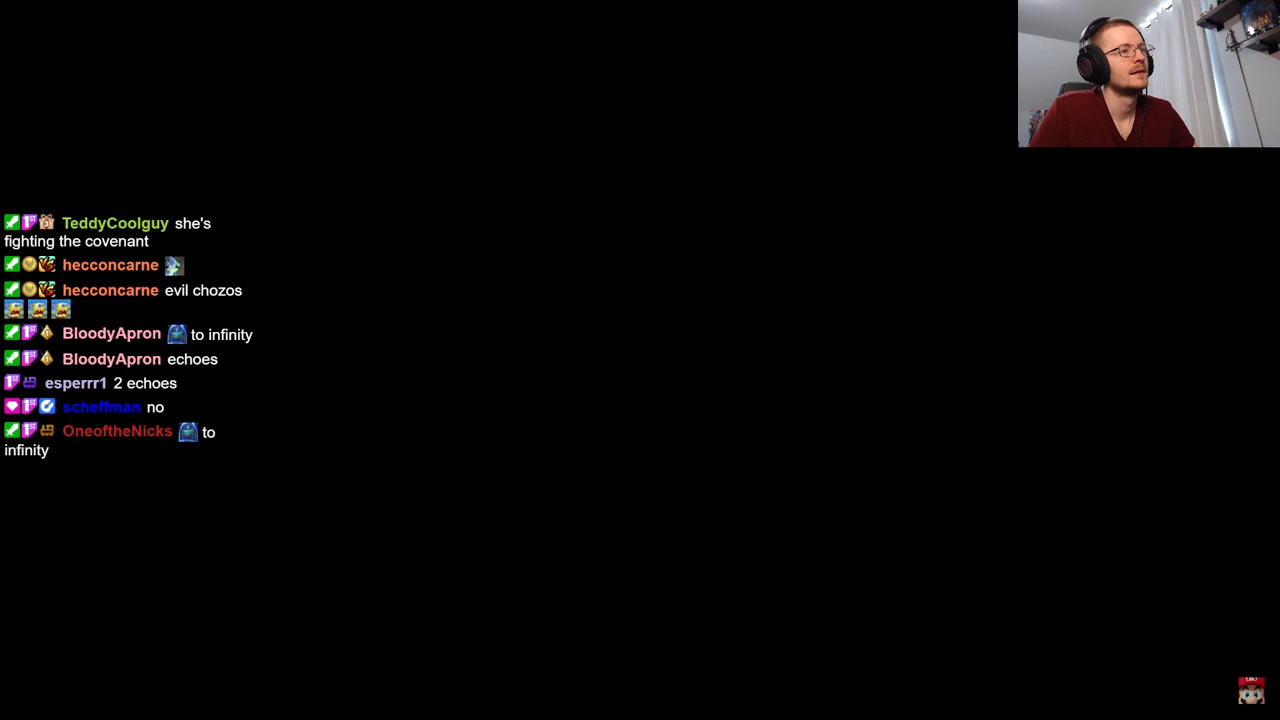 TeddyCoolguy she's
fighting the covenant
hecconcarne
hecconcarne evil chozos
BloodyApron to infinity
BloodyApron echoes
esperrr1 2 echoes
scheffman no
OneoftheNicks to
infinity